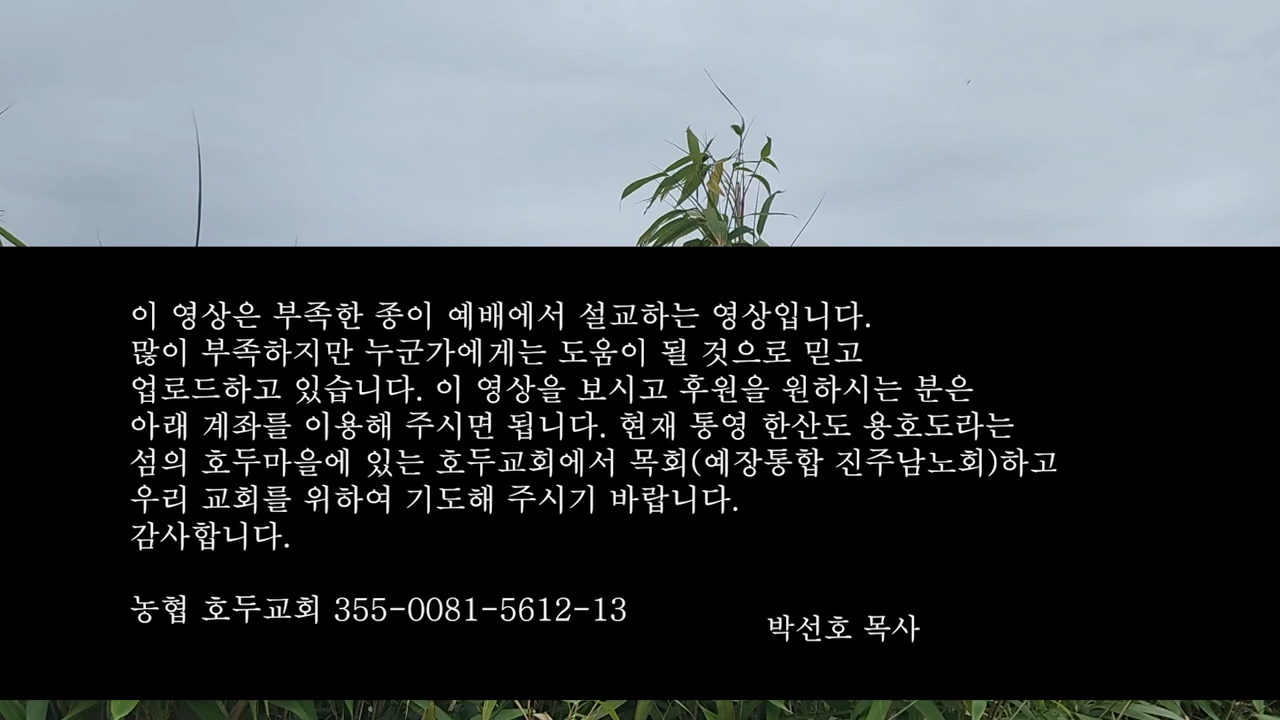 이 영상은 부족한 종이 예배에서 설교하는 영상입니다.
많이 부족하지만 누군가에게는 도움이 될 것으로 믿고
업로드하고 있습니다. 이 영상을 보시고 후원을 원하시는 분은
아래 계좌를 이용해 주시면 됩니다. 현재 통영 한산도 용호도라는
섬의 호두마을에 있는 호두교회에서 목회(예장통합 진주남노회)하고
우리 교회를 위하여 기도해 주시기 바랍니다.
감사합니다.
농협 호두교회 355-0081-5612-13
박선호 목사